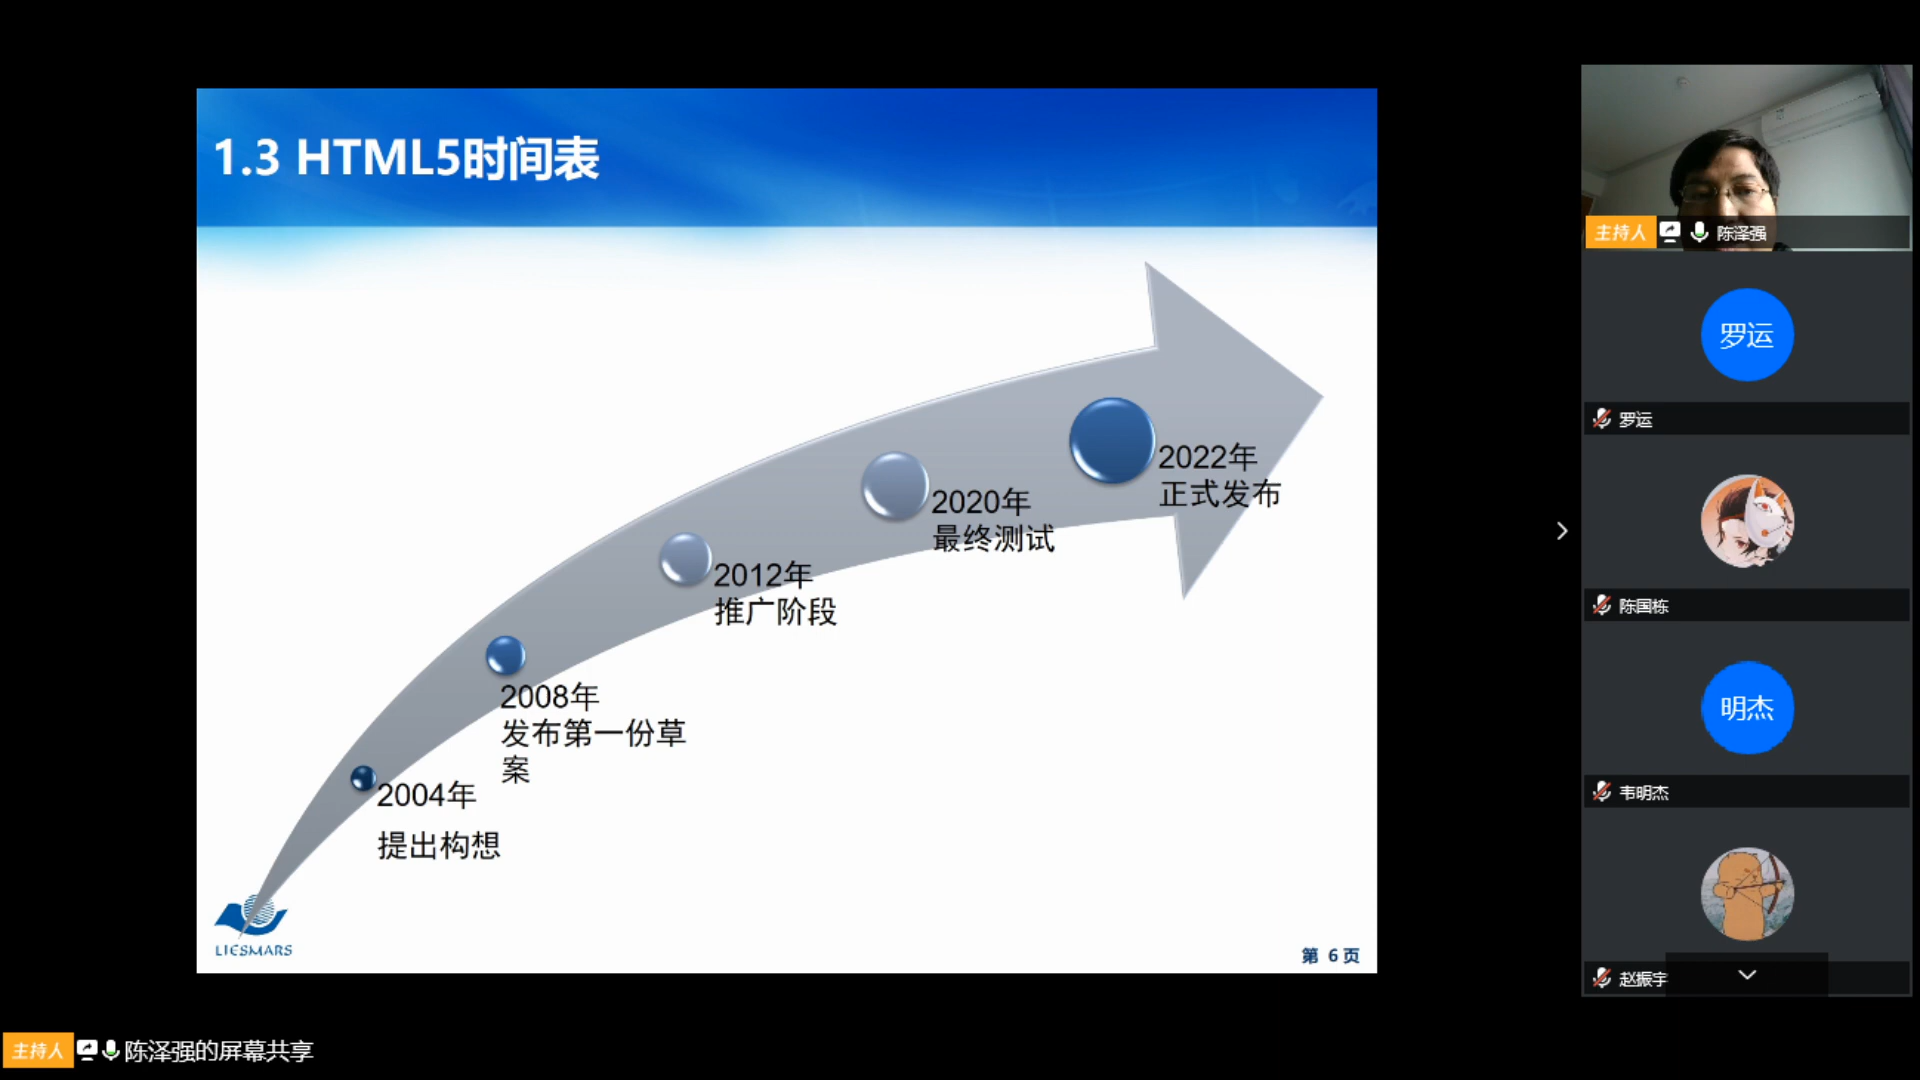 1.3 HTML5时间表
2022年
正式发布
2020年
最终测试
2012年
推广阶段
2008年
发布第一份草
案
2004年
提出构想
LIESMARS
第 6 页
主持人 陈泽强
罗运
罗运
陈国栋
明杰
韦明杰
赵振宇
主持人 陈泽强的屏幕共享